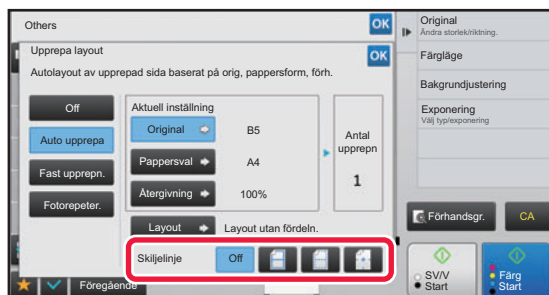 Others
OK
Upprepa layout
OK
Autolayout av upprepad sida baserat på orig, pappersform, förh.
Off
Auto upprepa
Fast upprepn.
Fotorepeter.
Aktuell inställning
Original
B5
Pappersval
A4
Återgivning
100%
Antal
upprepn
1
Layout
Layout utan fördeln.
Skiljelinje
Off
Föregående
Original
Ändra storlek/riktning.
Färgläge
Bakgrundjustering
Exponering
Välj typ/exponering
Förhandsgr.
CA
SV/V
Start
Färg
Start